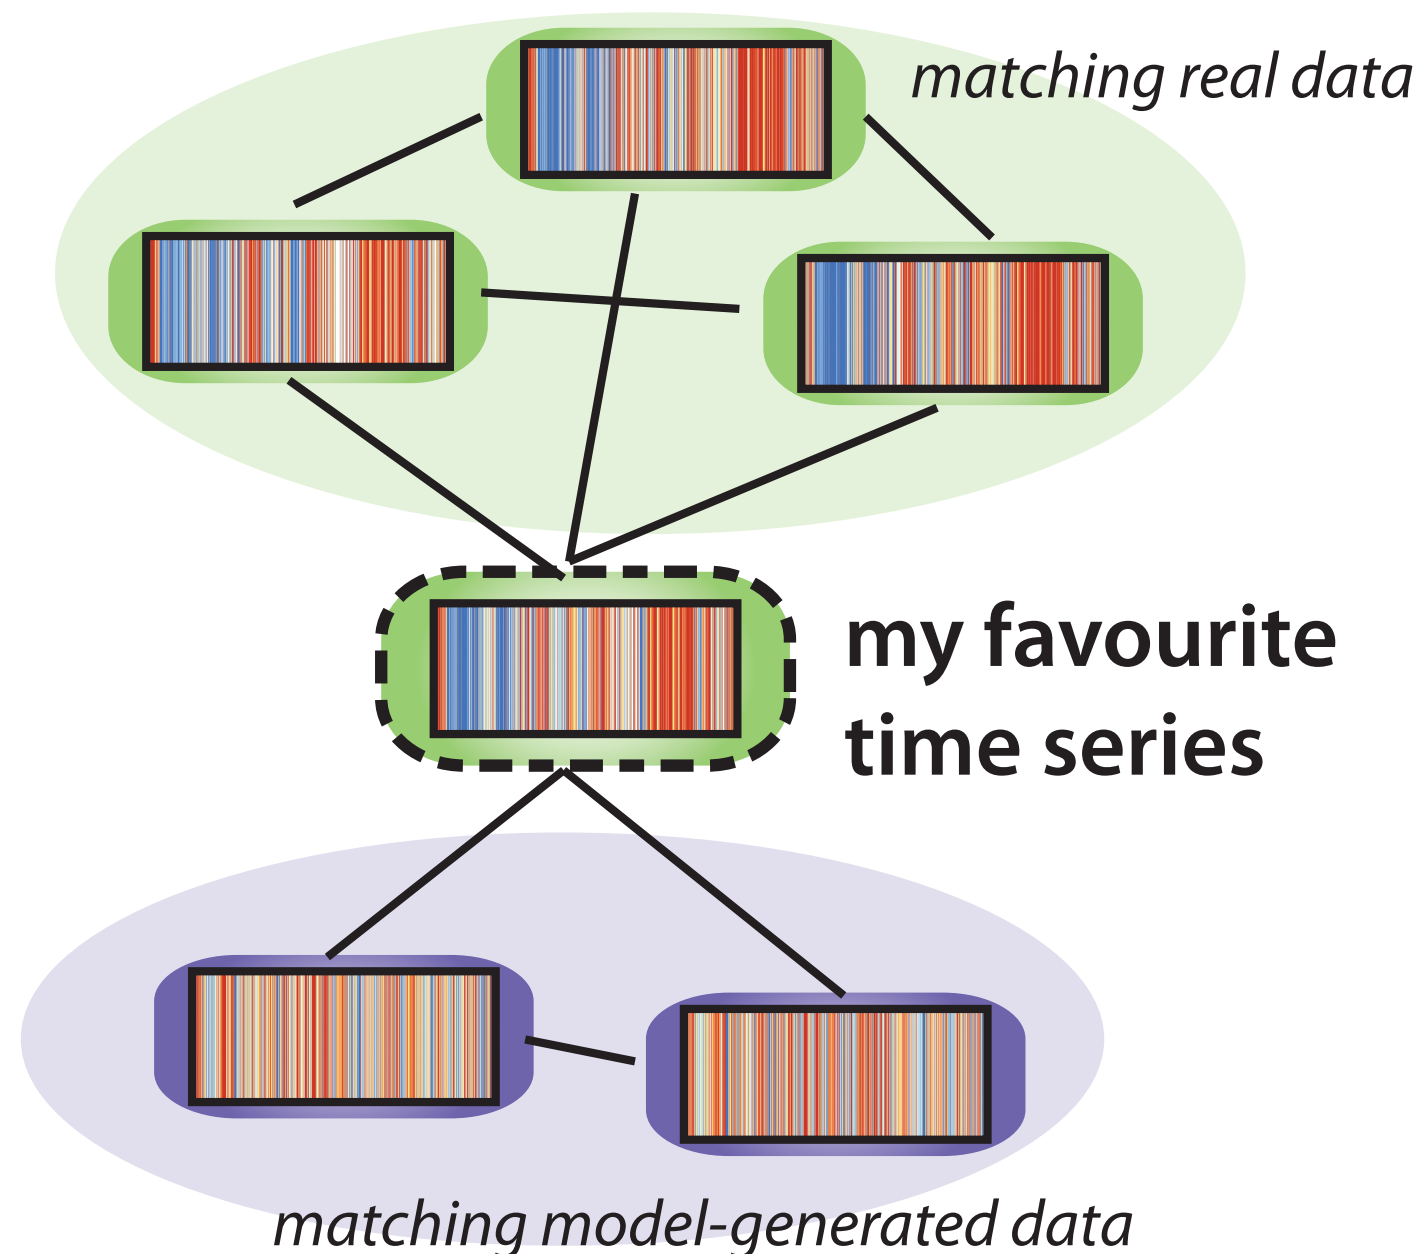 matching real data
my favourite
time series
matching model-generated data